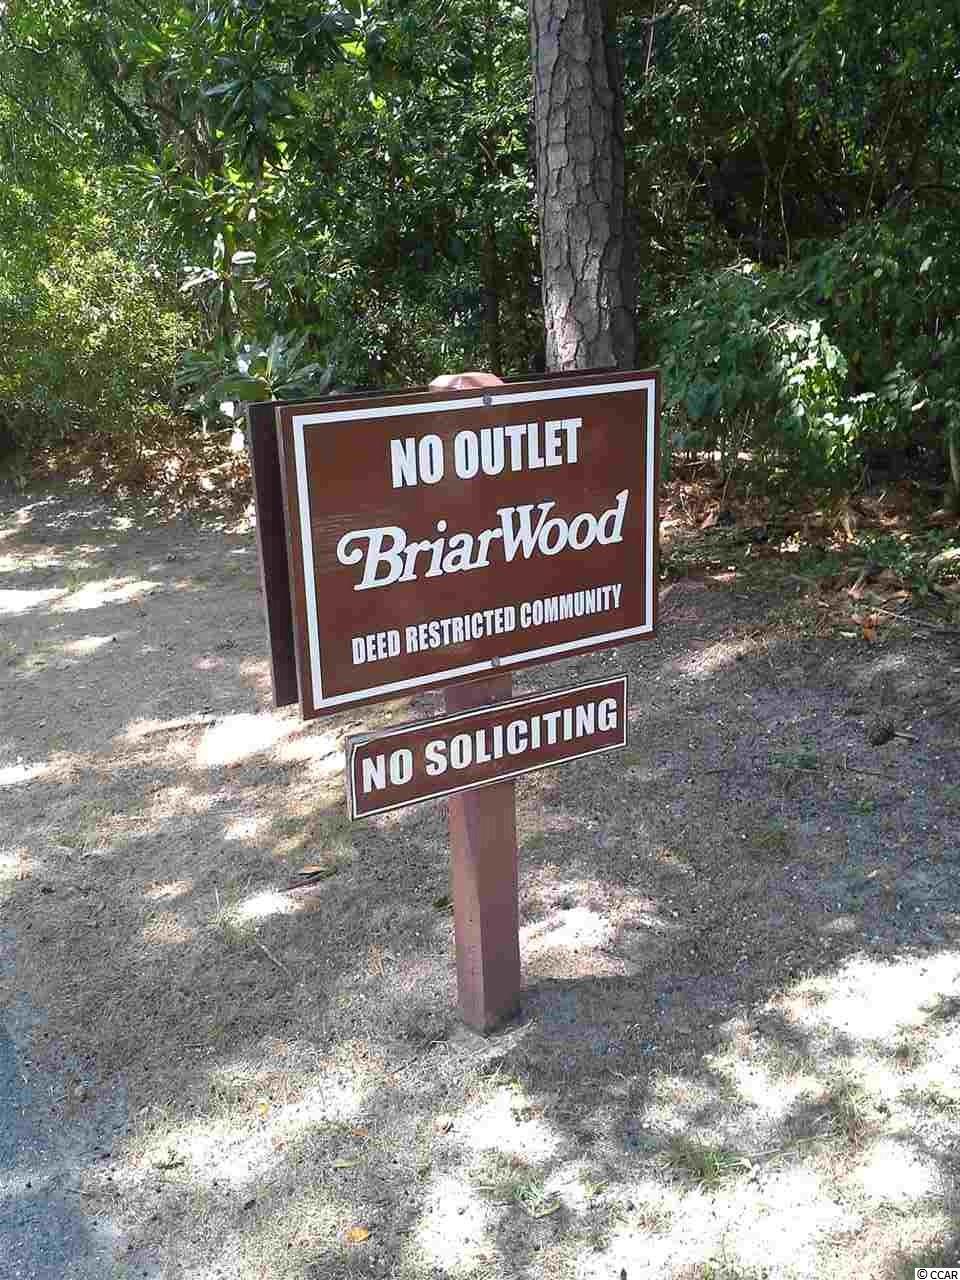 NO OUTLET
BriarWood
DEED RESTRICTED COMMUNITY
NO SOLICITING
© CCAR